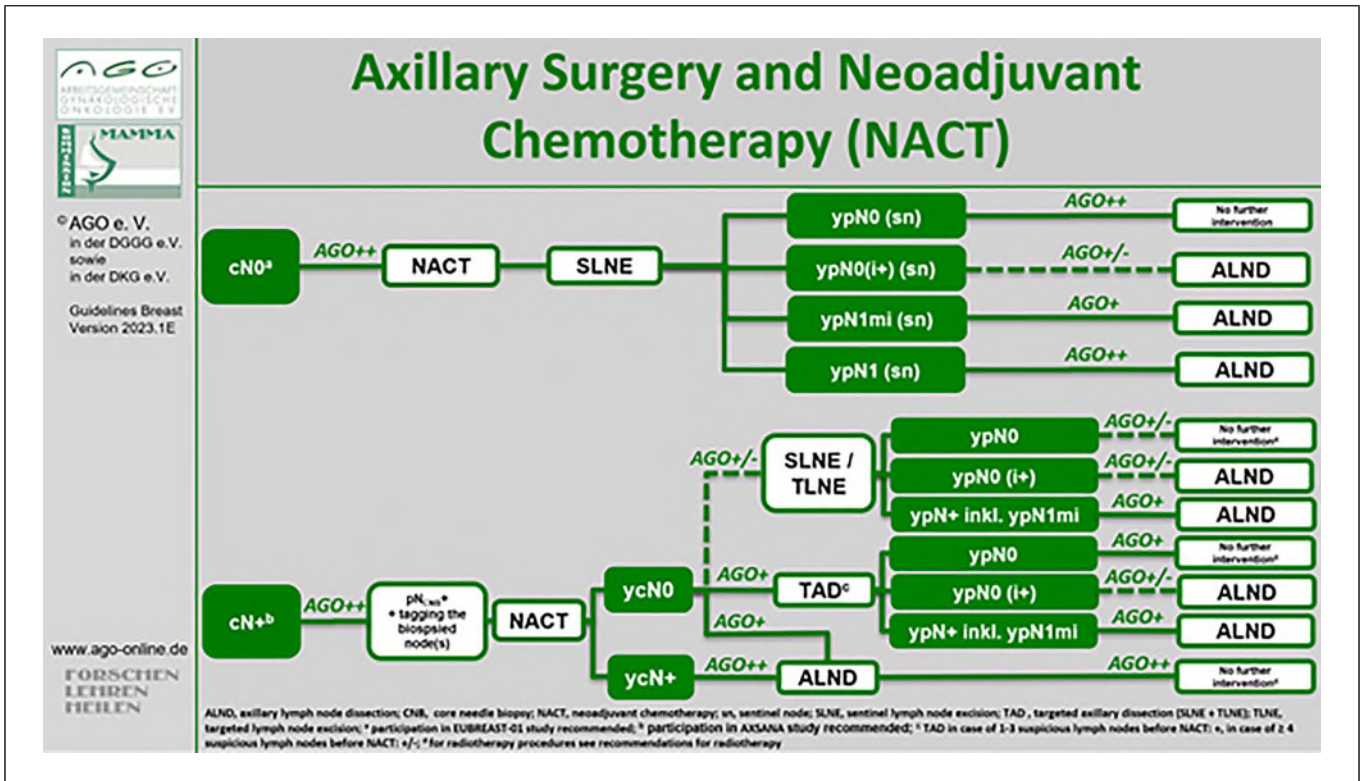 Axillary Surgery and Neoadjuvant
Chemotherapy (NACT)
AGO
ARBEITSGEMEINSCHAFT
GYNÄKOLOGISCHE
ONKOLOGIE E.V.
MAMMA
© AGO e. V.
in der DGGG e.V.
sowie
in der DKG e.V.
Guidelines Breast
Version 2023.1E
www.ago-online.de
FORSCHEN
LEHREN
HEILEN
cN0ᵃ
AGO++
NACT
SLNE
ypN0 (sn)
AGO++
No further
intervention
ypN0(i+) (sn)
AGO+/-
ALND
ypN1mi (sn)
AGO+
ALND
ypN1 (sn)
AGO++
ALND
cN+ᵇ
AGO++
pN CNB +
+ tagging the
biospsied
node(s)
NACT
ycN0
AGO+/-
SLNE /
TLNE
ypN0
AGO+/-
No further
interventionᵈ
ypN0 (i+)
AGO+/-
ALND
ypN+ inkl. ypN1mi
AGO+
ALND
AGO+
TADᶜ
ypN0
AGO+
No further
interventionᵈ
ypN0 (i+)
AGO+/-
ALND
ypN+ inkl. ypN1mi
AGO+
ALND
AGO+
ycN+
AGO++
ALND
AGO++
No further
interventionᵈ
ALND, axillary lymph node dissection; CNB, core needle biopsy; NACT, neoadjuvant chemotherapy; sn, sentinel node; SLNE, sentinel lymph node excision; TAD , targeted axillary dissection (SLNE + TLNE); TLNE,
targeted lymph node excision; ᵃ participation in EUBREAST-01 study recommended; ᵇ participation in AXSANA study recommended; ᶜ TAD in case of 1-3 suspicious lymph nodes before NACT: +, in case of ≥ 4
suspicious lymph nodes before NACT: +/-; ᵈ for radiotherapy procedures see recommendations for radiotherapy